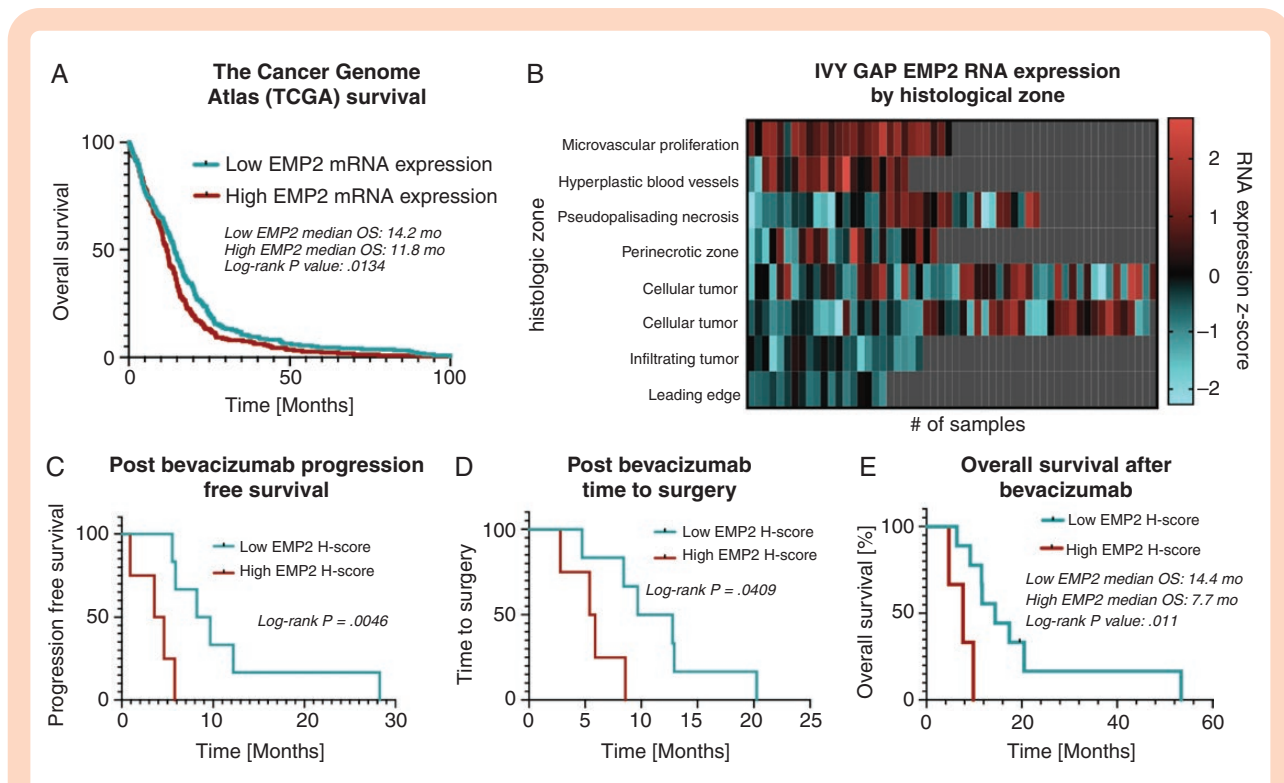 A
The Cancer Genome
Atlas (TCGA) survival
Overall survival
100
50
0
Low EMP2 mRNA expression
High EMP2 mRNA expression
Low EMP2 median OS: 14.2 mo
High EMP2 median OS: 11.8 mo
Log-rank P value: .0134
0
50
100
Time [Months]
B
IVY GAP EMP2 RNA expression
by histological zone
histologic zone
Microvascular proliferation
Hyperplastic blood vessels
Pseudopalisading necrosis
Perinecrotic zone
Cellular tumor
Cellular tumor
Infiltrating tumor
Leading edge
# of samples
2
1
0
−1
−2
RNA expression z-score
C
Post bevacizumab progression
free survival
Progression free survival
100
50
0
Low EMP2 H-score
High EMP2 H-score
Log-rank P = .0046
0
10
20
30
Time [Months]
D
Post bevacizumab
time to surgery
Time to surgery
100
50
0
Low EMP2 H-score
High EMP2 H-score
Log-rank P = .0409
0
5
10
15
20
25
Time [Months]
E
Overall survival after
bevacizumab
Overall survival [%]
100
50
0
Low EMP2 H-score
High EMP2 H-score
Low EMP2 median OS: 14.4 mo
High EMP2 median OS: 7.7 mo
Log-rank P value: .011
0
20
40
60
Time [Months]